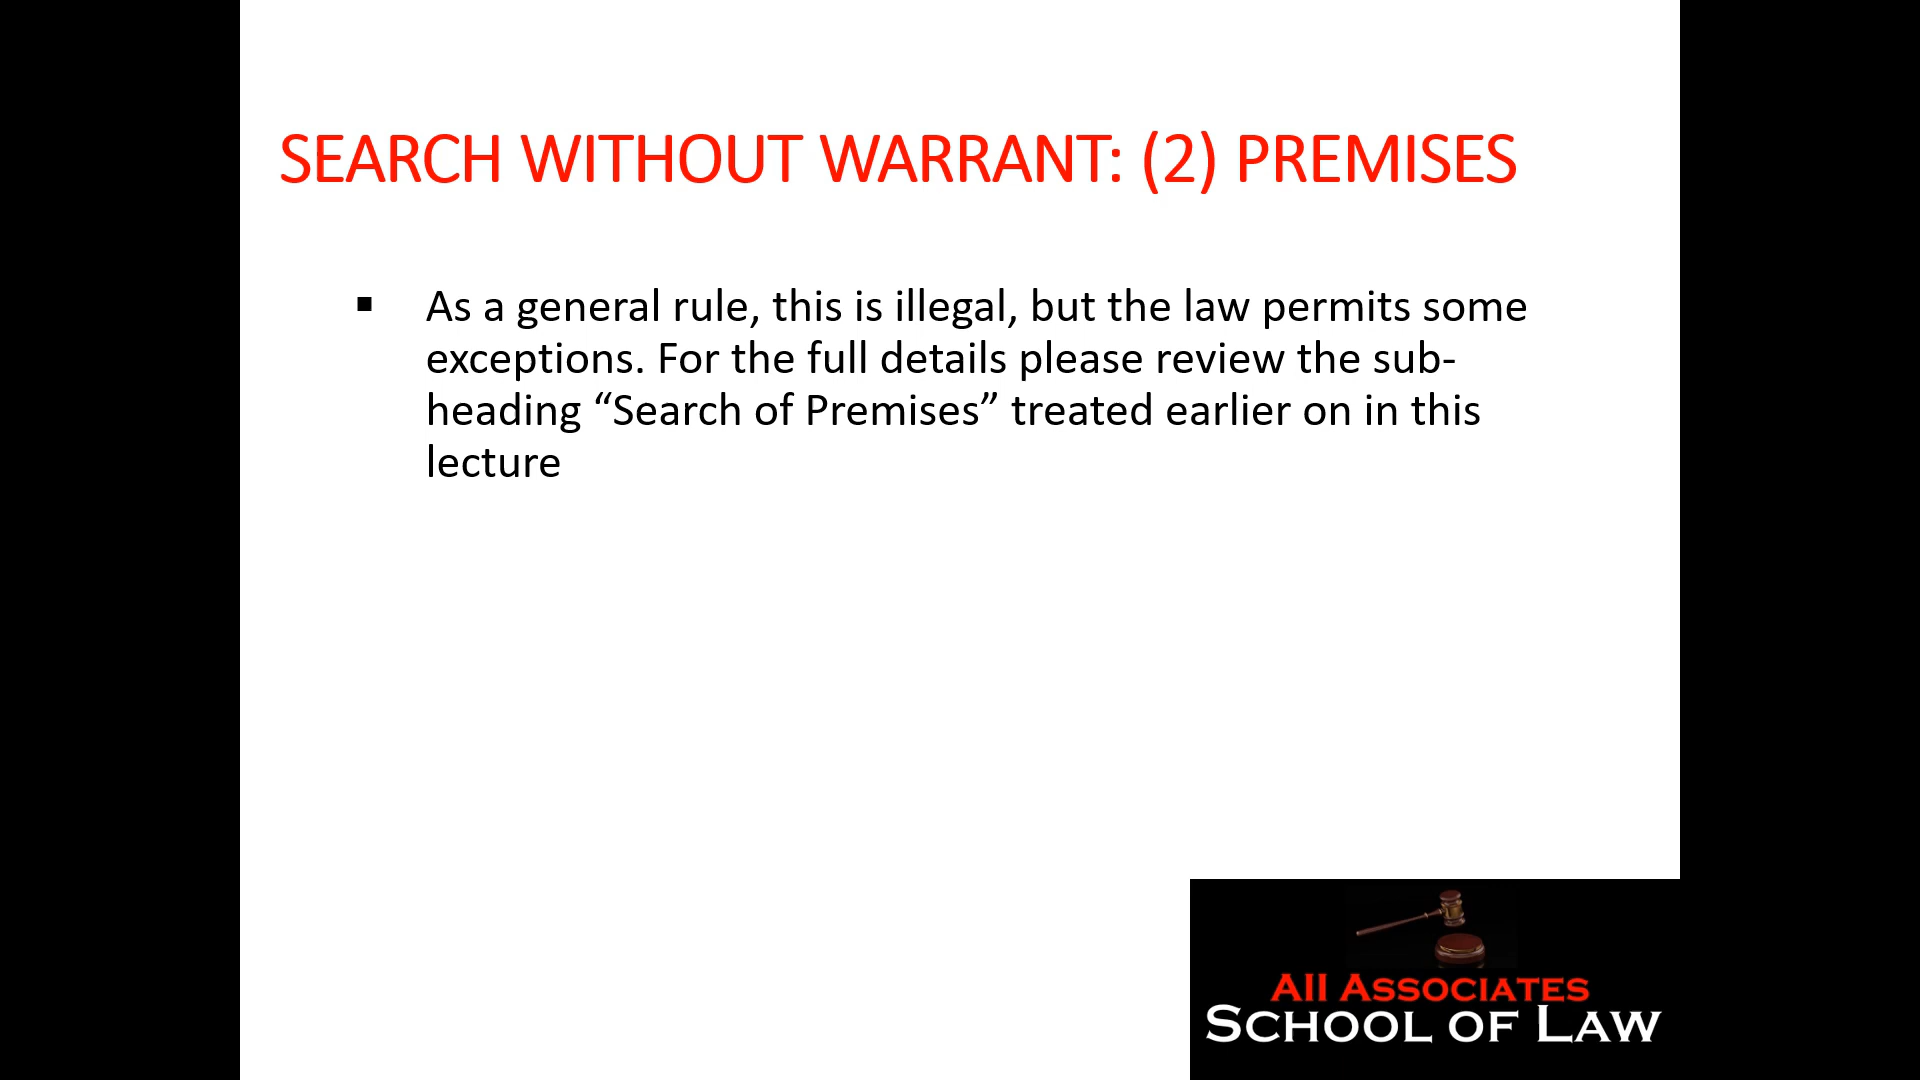 SEARCH WITHOUT WARRANT: (2) PREMISES
▪ As a general rule, this is illegal, but the law permits some
exceptions. For the full details please review the sub-
heading “Search of Premises” treated earlier on in this
lecture
All ASSOCIATES
SCHOOL OF LAW